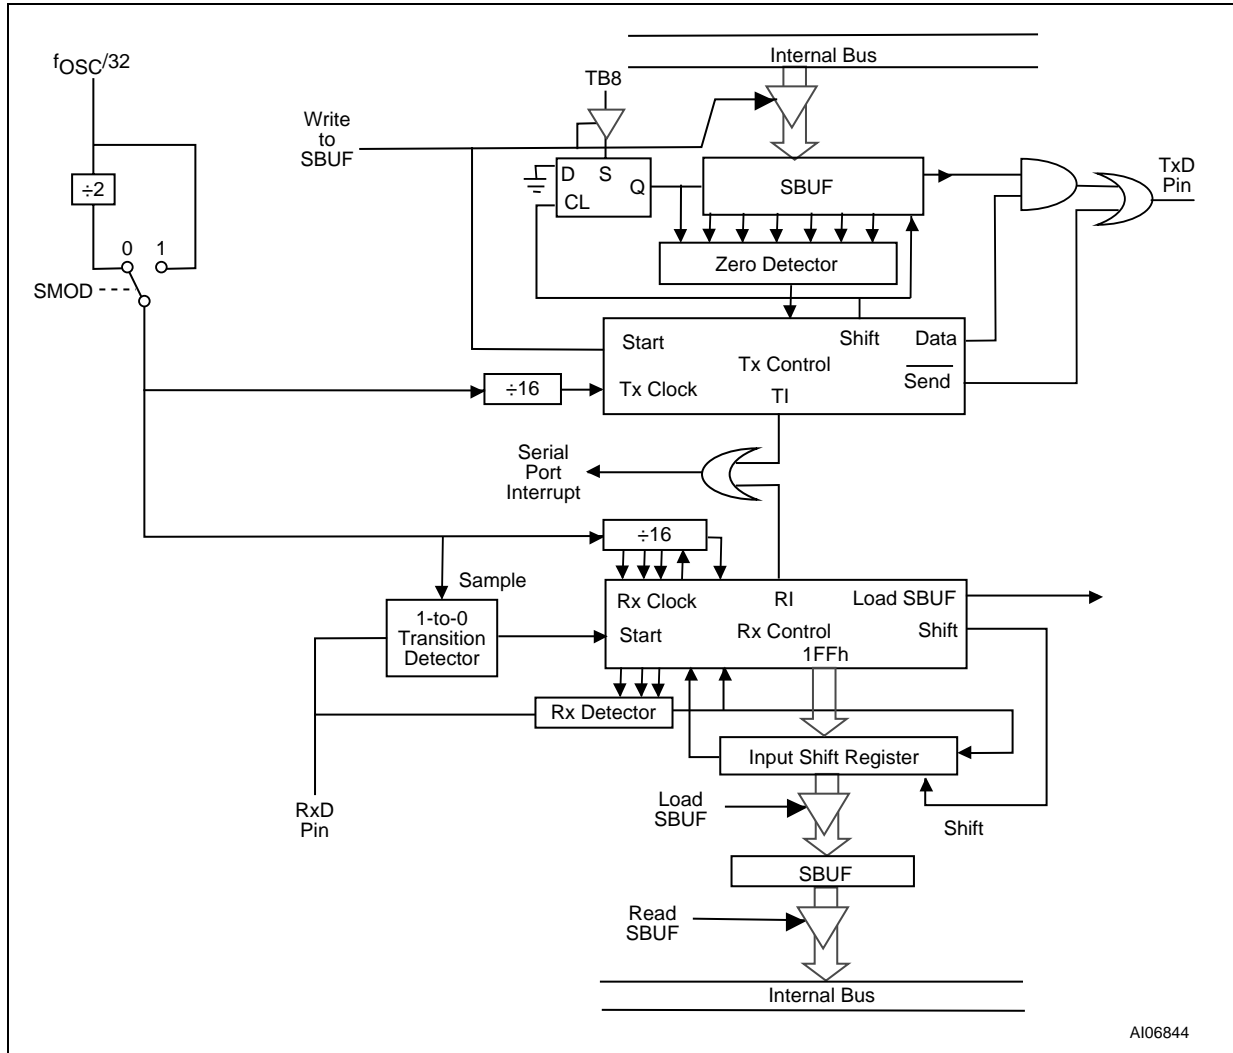 Internal Bus
fOSC/32
TB8
Write
to
SBUF
TxD
Pin
÷2
D S
Q
CL
SBUF
0 1
Zero Detector
SMOD
Start
Shift
Data
Tx Control
Send
÷16
Tx Clock
TI
Serial
Port
Interrupt
÷16
Sample
Rx Clock
RI
Load SBUF
1-to-0
Transition
Detector
Start
Rx Control
Shift
1FFh
Rx Detector
Input Shift Register
RxD
Pin
Load
SBUF
Shift
SBUF
Read
SBUF
Internal Bus
AI06844